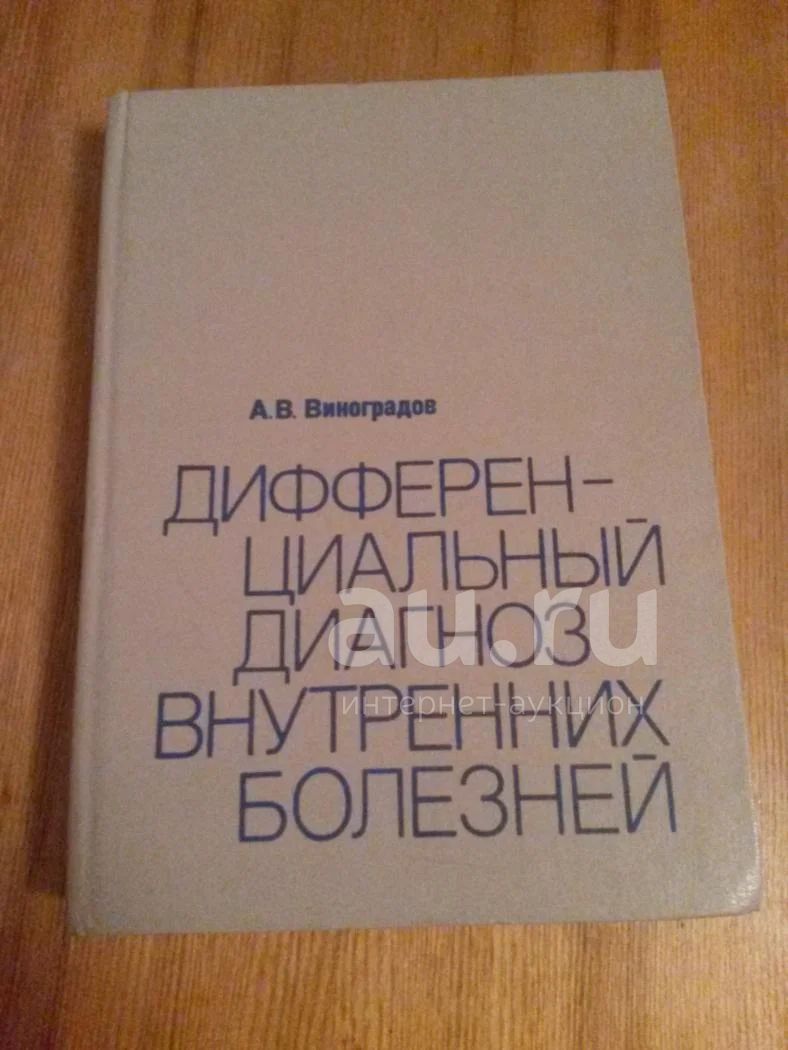 А.В. Виноградов
ДИФФЕРЕН-
ЦИАЛЬНЫЙ
ДИАГНОЗ
au.ru
ВНУТРЕННИХ
интернет-аукцион
БОЛЕЗНЕЙ